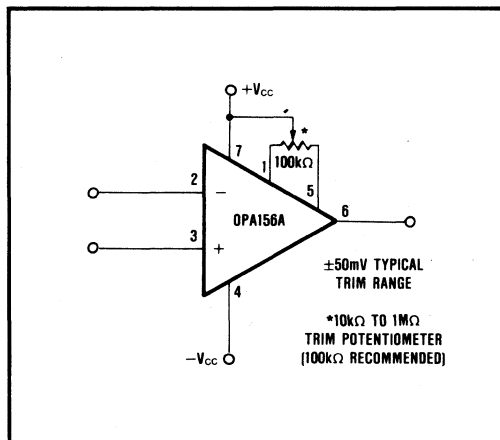 +VCC
*
7
100kΩ
1
5
2
−
OPA156A
6
3
+
±50mV TYPICAL
TRIM RANGE
4
*10kΩ TO 1MΩ
TRIM POTENTIOMETER
(100kΩ RECOMMENDED)
−VCC